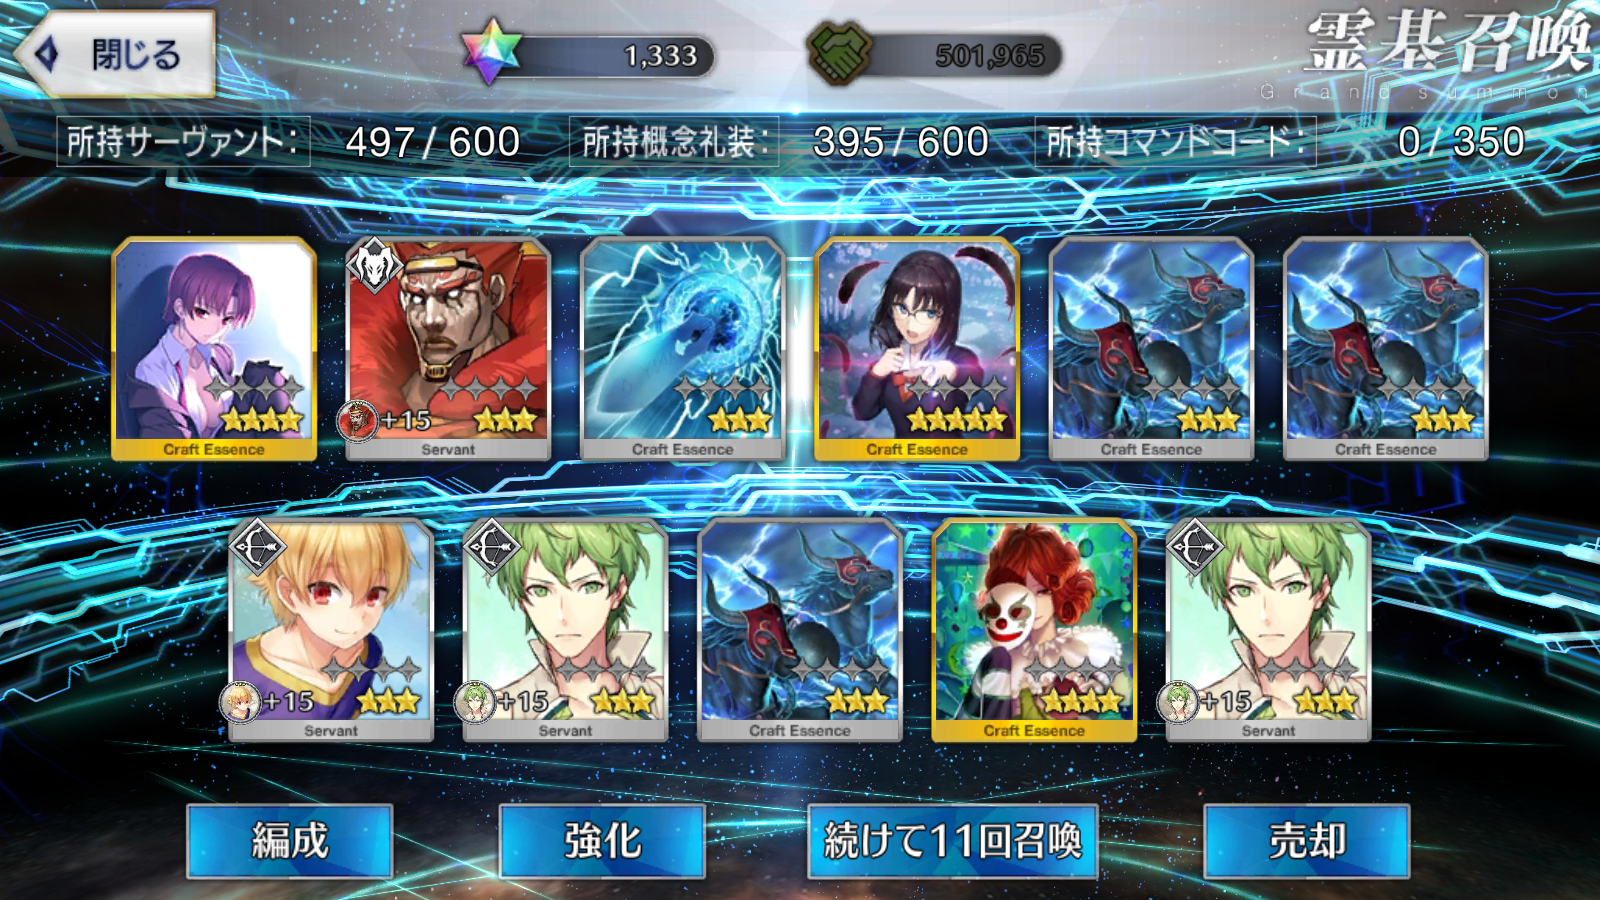 閉じる
1,333
501,965
霊基召喚
Grand summon
所持サーヴァント: 497 / 600
所持概念礼装: 395 / 600
所持コマンドコード: 0 / 350
Craft Essence
+15
Servant
Craft Essence
Craft Essence
Craft Essence
Craft Essence
+15
Servant
+15
Servant
Craft Essence
Craft Essence
+15
Servant
編成
強化
続けて11回召喚
売却